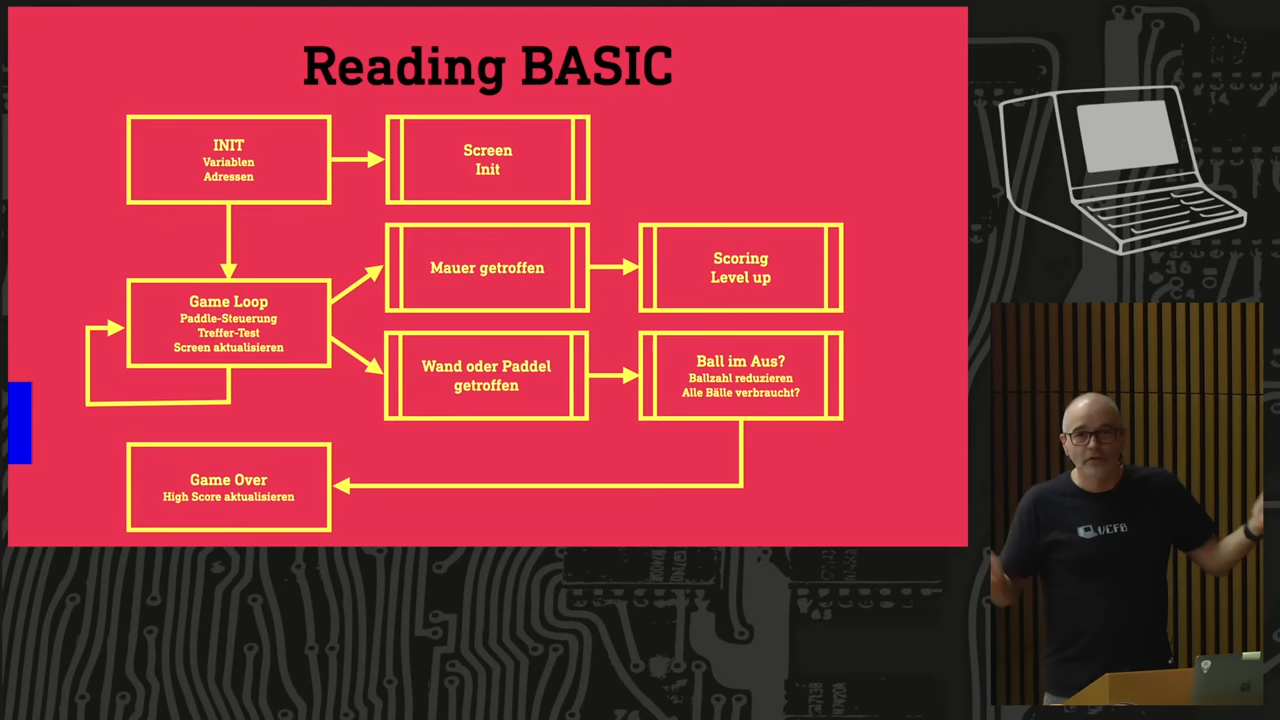 Reading BASIC
INIT
Variablen
Adressen
Screen
Init
Mauer getroffen
Scoring
Level up
Game Loop
Paddle-Steuerung
Treffer-Test
Screen aktualisieren
Wand oder Paddel
getroffen
Ball im Aus?
Ballzahl reduzieren
Alle Bälle verbraucht?
Game Over
High Score aktualisieren
VCFB